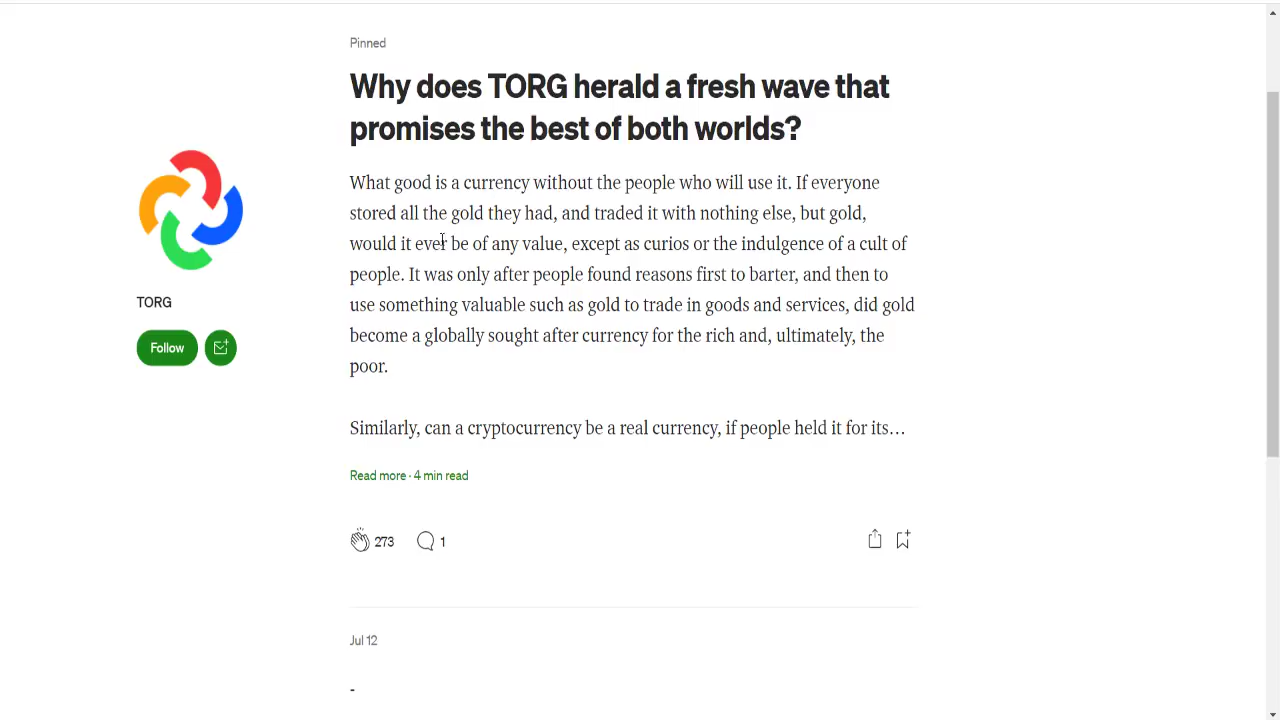 Pinned
Why does TORG herald a fresh wave that
promises the best of both worlds?
What good is a currency without the people who will use it. If everyone
stored all the gold they had, and traded it with nothing else, but gold,
would it ever be of any value, except as curios or the indulgence of a cult of
people. It was only after people found reasons first to barter, and then to
use something valuable such as gold to trade in goods and services, did gold
become a globally sought after currency for the rich and, ultimately, the
poor.
Similarly, can a cryptocurrency be a real currency, if people held it for its…
Read more · 4 min read
273 1
Jul 12
-
TORG
Follow